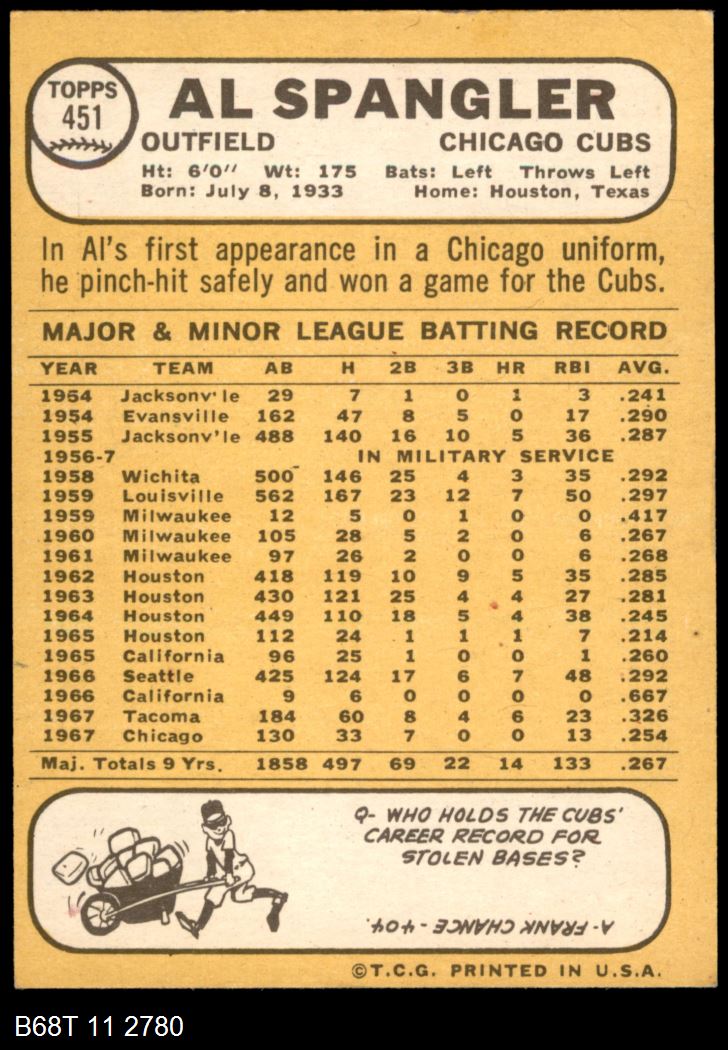 TOPPS
451
AL SPANGLER
OUTFIELD CHICAGO CUBS
Ht: 6'0" Wt: 175 Bats: Left Throws Left
Born: July 8, 1933 Home: Houston, Texas
In Al's first appearance in a Chicago uniform,
he pinch-hit safely and won a game for the Cubs.
MAJOR & MINOR LEAGUE BATTING RECORD
YEAR TEAM AB H 2B 3B HR RBI AVG.
1954 Jacksonv'le 29 7 1 0 1 3 .241
1954 Evansville 162 47 8 5 0 17 .290
1955 Jacksonv'le 488 140 16 10 5 36 .287
1956-7 IN MILITARY SERVICE
1958 Wichita 500 146 25 4 3 35 .292
1959 Louisville 562 167 23 12 7 50 .297
1959 Milwaukee 12 5 0 1 0 0 .417
1960 Milwaukee 105 28 5 2 0 6 .267
1961 Milwaukee 97 26 2 0 0 6 .268
1962 Houston 418 119 10 9 5 35 .285
1963 Houston 430 121 25 4 4 27 .281
1964 Houston 449 110 18 5 4 38 .245
1965 Houston 112 24 1 1 1 7 .214
1965 California 96 25 1 0 0 1 .260
1966 Seattle 425 124 17 6 7 48 .292
1966 California 9 6 0 0 0 0 .667
1967 Tacoma 184 60 8 4 6 23 .326
1967 Chicago 130 33 7 0 0 13 .254
Maj. Totals 9 Yrs. 1858 497 69 22 14 133 .267
Q- WHO HOLDS THE CUBS'
CAREER RECORD FOR
STOLEN BASES?
A-FRANK CHANCE - 404.
©T.C.G. PRINTED IN U.S.A.
B68T 11 2780